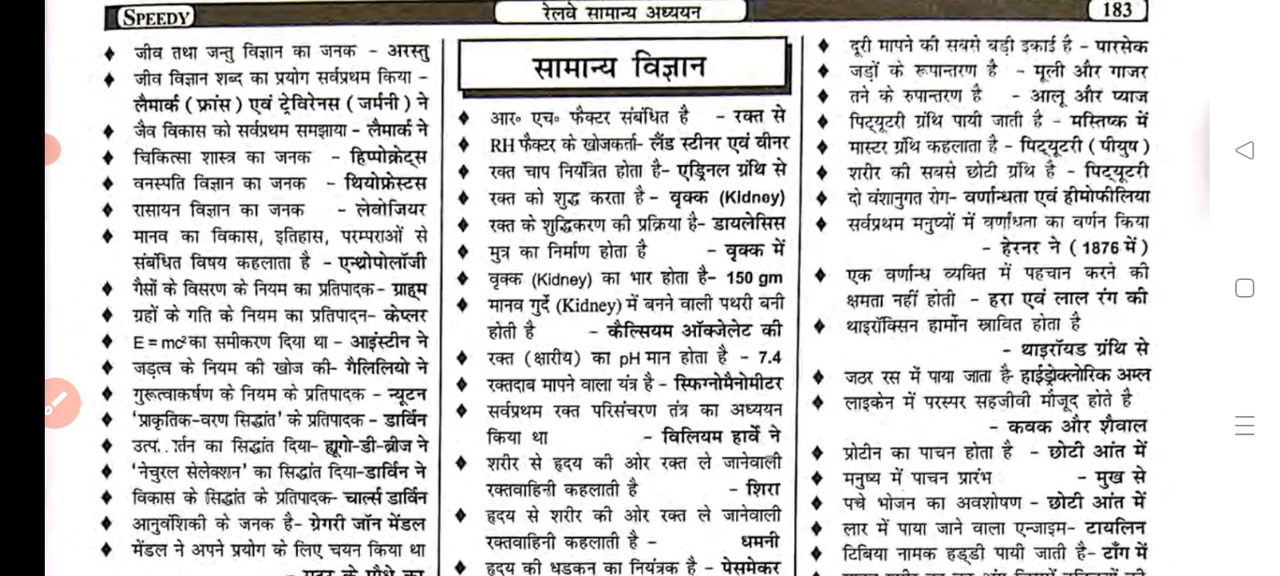 SPEEDY
रेलवे सामान्य अध्ययन
183
♦ जीव तथा जन्तु विज्ञान का जनक – अरस्तु
♦ जीव विज्ञान शब्द का प्रयोग सर्वप्रथम किया –
लैमार्क ( फ्रांस ) एवं ट्रेविरेनस ( जर्मनी ) ने
♦ जैव विकास को सर्वप्रथम समझाया – लैमार्क ने
♦ चिकित्सा शास्त्र का जनक – हिप्पोक्रेट्स
♦ वनस्पति विज्ञान का जनक – थियोफ्रेस्टस
♦ रासायन विज्ञान का जनक – लेवोजियर
♦ मानव का विकास, इतिहास, परम्पराओं से
संबंधित विषय कहलाता है – एन्थ्रोपोलॉजी
♦ गैसों के विसरण के नियम का प्रतिपादक– ग्राह्म
♦ ग्रहों के गति के नियम का प्रतिपादन– केप्लर
♦ E = mc² का समीकरण दिया था – आइंस्टीन ने
♦ जड़त्व के नियम की खोज की- गैलिलियो ने
♦ गुरूत्वाकर्षण के नियम के प्रतिपादक – न्यूटन
♦ 'प्राकृतिक-वरण सिद्धांत' के प्रतिपादक – डार्विन
♦ का सिद्धांत दिया– ह्यूगो-डी-ब्रीज ने
♦ 'नेचुरल सेलेक्शन' का सिद्धांत दिया-डार्विन ने
♦ विकास के सिद्धांत के प्रतिपादक– चार्ल्स डार्विन
♦ आनुवंशिकी के जनक है– ग्रेगरी जॉन मेंडल
♦ मेंडल ने अपने प्रयोग के लिए चयन किया था
सामान्य विज्ञान
♦ आर० एच० फैक्टर संबंधित है – रक्त से
♦ RH फैक्टर के खोजकर्ता– लैंड स्टीनर एवं वीनर
♦ रक्त चाप नियंत्रित होता है– एड्रिनल ग्रंथि से
♦ रक्त को शुद्ध करता है – वृक्क (Kidney)
♦ रक्त के शुद्धिकरण की प्रक्रिया है– डायलेसिस
♦ मुत्र का निर्माण होता है – वृक्क में
♦ वृक्क (Kidney) का भार होता है– 150 gm
♦ मानव गुर्दे (Kidney) में बनने वाली पथरी बनी
होती है – कैल्सियम ऑक्जेलेट की
♦ रक्त (क्षारीय) का pH मान होता है – 7.4
♦ रक्तदाब मापने वाला यंत्र है – स्फिग्नोमैनोमीटर
♦ सर्वप्रथम रक्त परिसंचरण तंत्र का अध्ययन
किया था – विलियम हार्वे ने
♦ शरीर से हृदय की ओर रक्त ले जानेवाली
रक्तवाहिनी कहलाती है – शिरा
♦ हृदय से शरीर की ओर रक्त ले जानेवाली
रक्तवाहिनी कहलाती है – धमनी
♦ हृदय की धड़कन का नियंत्रक है – पेसमेकर
♦ दूरी मापने की सबसे बड़ी इकाई है – पारसेक
♦ जड़ों के रूपान्तरण है – मूली और गाजर
♦ तने के रुपान्तरण है – आलू और प्याज
♦ पिट्यूटरी ग्रंथि पायी जाती है – मस्तिष्क में
♦ मास्टर ग्रंथि कहलाता है – पिट्यूटरी ( पीयुष )
♦ शरीर की सबसे छोटी ग्रंथि है – पिट्यूटरी
♦ दो वंशानुगत रोग– वर्णान्धता एवं हीमोफीलिया
♦ सर्वप्रथम मनुष्यों में वर्णांधता का वर्णन किया
– हेरनर ने ( 1876 में )
♦ एक वर्णान्ध व्यक्ति में पहचान करने की
क्षमता नहीं होती – हरा एवं लाल रंग की
♦ थाइरॉक्सिन हार्मोन स्रावित होता है
– थाइरॉयड ग्रंथि से
♦ जठर रस में पाया जाता है– हाईड्रोक्लोरिक अम्ल
♦ लाइकेन में परस्पर सहजीवी मौजूद होते है
– कवक और शैवाल
♦ प्रोटीन का पाचन होता है – छोटी आंत में
♦ मनुष्य में पाचन प्रारंभ – मुख से
♦ पचे भोजन का अवशोषण – छोटी आंत में
♦ लार में पाया जाने वाला एन्जाइम– टायलिन
♦ टिबिया नामक हड्डी पायी जाती है– टाँग में